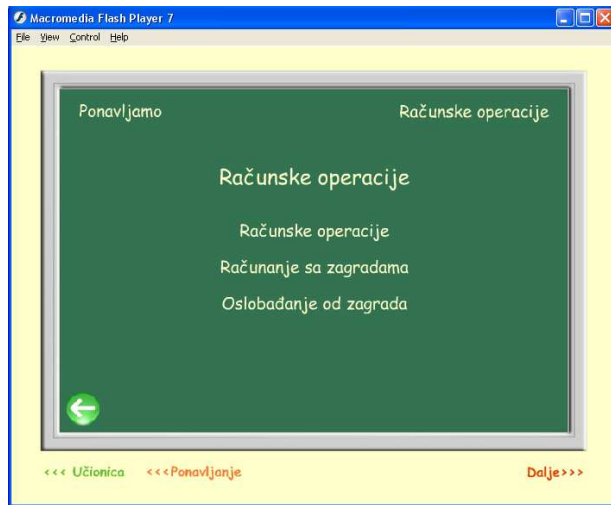 Macromedia Flash Player 7
File View Control Help
Ponavljamo Računske operacije
Računske operacije
Računske operacije
Računanje sa zagradama
Oslobađanje od zagrada
<<< Učionica <<<Ponavljanje Dalje>>>